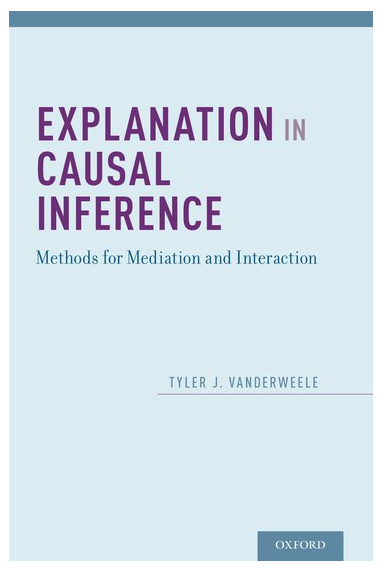 EXPLANATION IN
CAUSAL
INFERENCE
Methods for Mediation and Interaction
TYLER J. VANDERWEELE
OXFORD